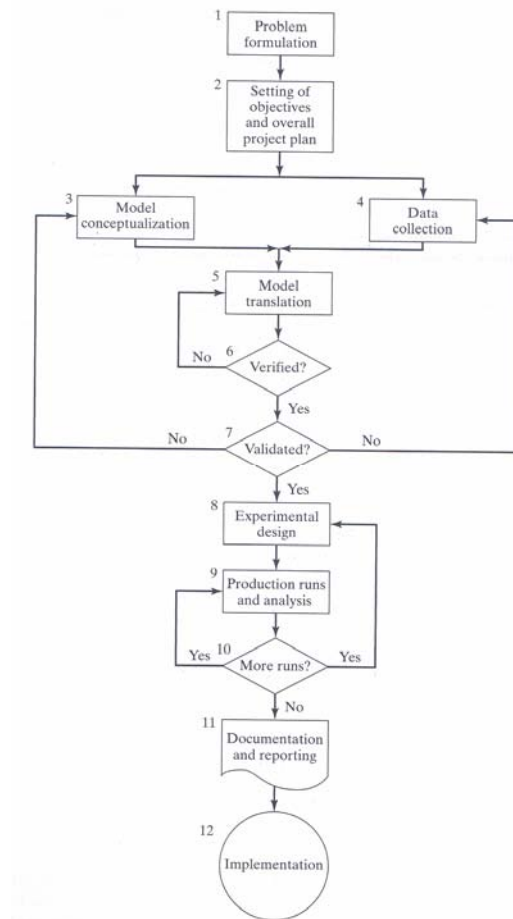 1
Problem
formulation
2
Setting of
objectives
and overall
project plan
3
Model
conceptualization
4
Data
collection
5
Model
translation
6
No
Verified?
Yes
7
No
Validated?
No
Yes
8
Experimental
design
9
Production runs
and analysis
10
Yes
More runs?
Yes
No
11
Documentation
and reporting
12
Implementation